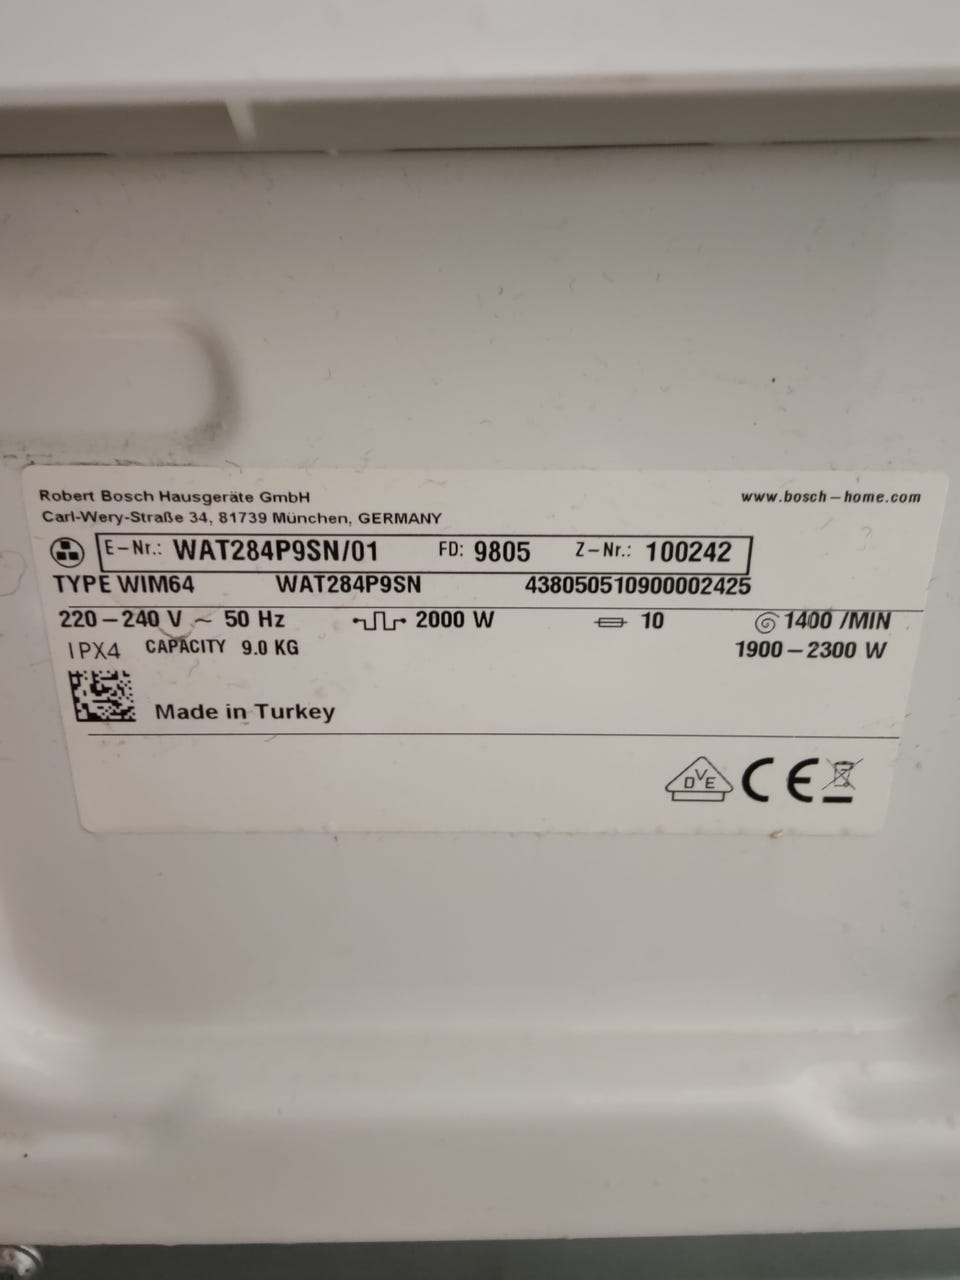 Robert Bosch Hausgeräte GmbH www.bosch-home.com
Carl-Wery-Straße 34, 81739 München, GERMANY
E-Nr.: WAT284P9SN/01 FD: 9805 Z-Nr.: 100242
TYPE WIM64 WAT284P9SN 438050510900002425
220-240 V ~ 50 Hz 2000 W 10 1400 /MIN
IPX4 CAPACITY 9.0 KG 1900-2300 W
Made in Turkey
DVE CE